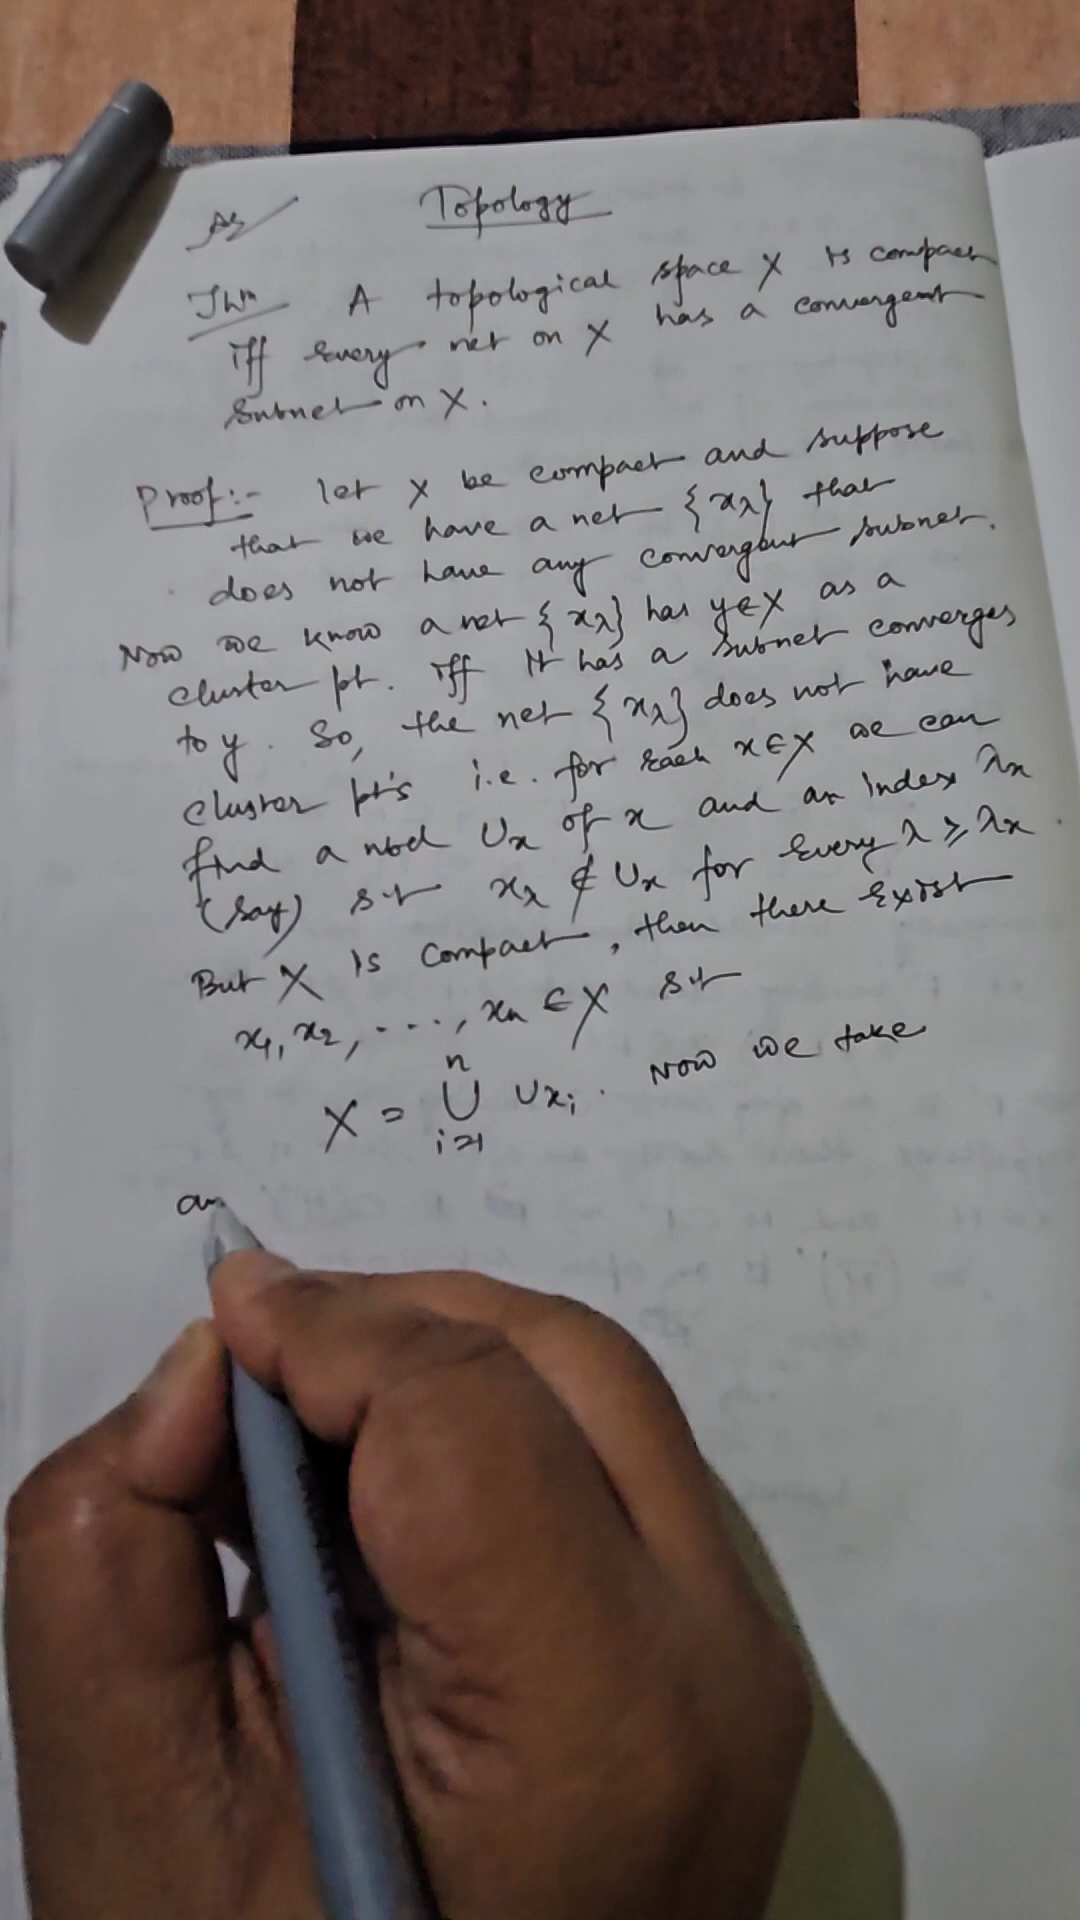 Topology
Thm A topological space X is compact
iff every net on X has a convergent
subnet on X.
Proof:- let X be compact and suppose
that we have a net {xλ} that
does not have any convergent subnet.
Now we know a net {xλ} has y∈X as a
cluster pt. iff it has a subnet converges
to y. So, the net {xλ} does not have
cluster pt's i.e. for each x∈X we can
find a nbd Ux of x and an index λx
(say) s.t xλ ∉ Ux for every λ ≥ λx.
But X is compact, then there exist
x1, x2, ..., xn ∈ X s.t
n
X = ∪ Uxi. Now we take
i=1
an